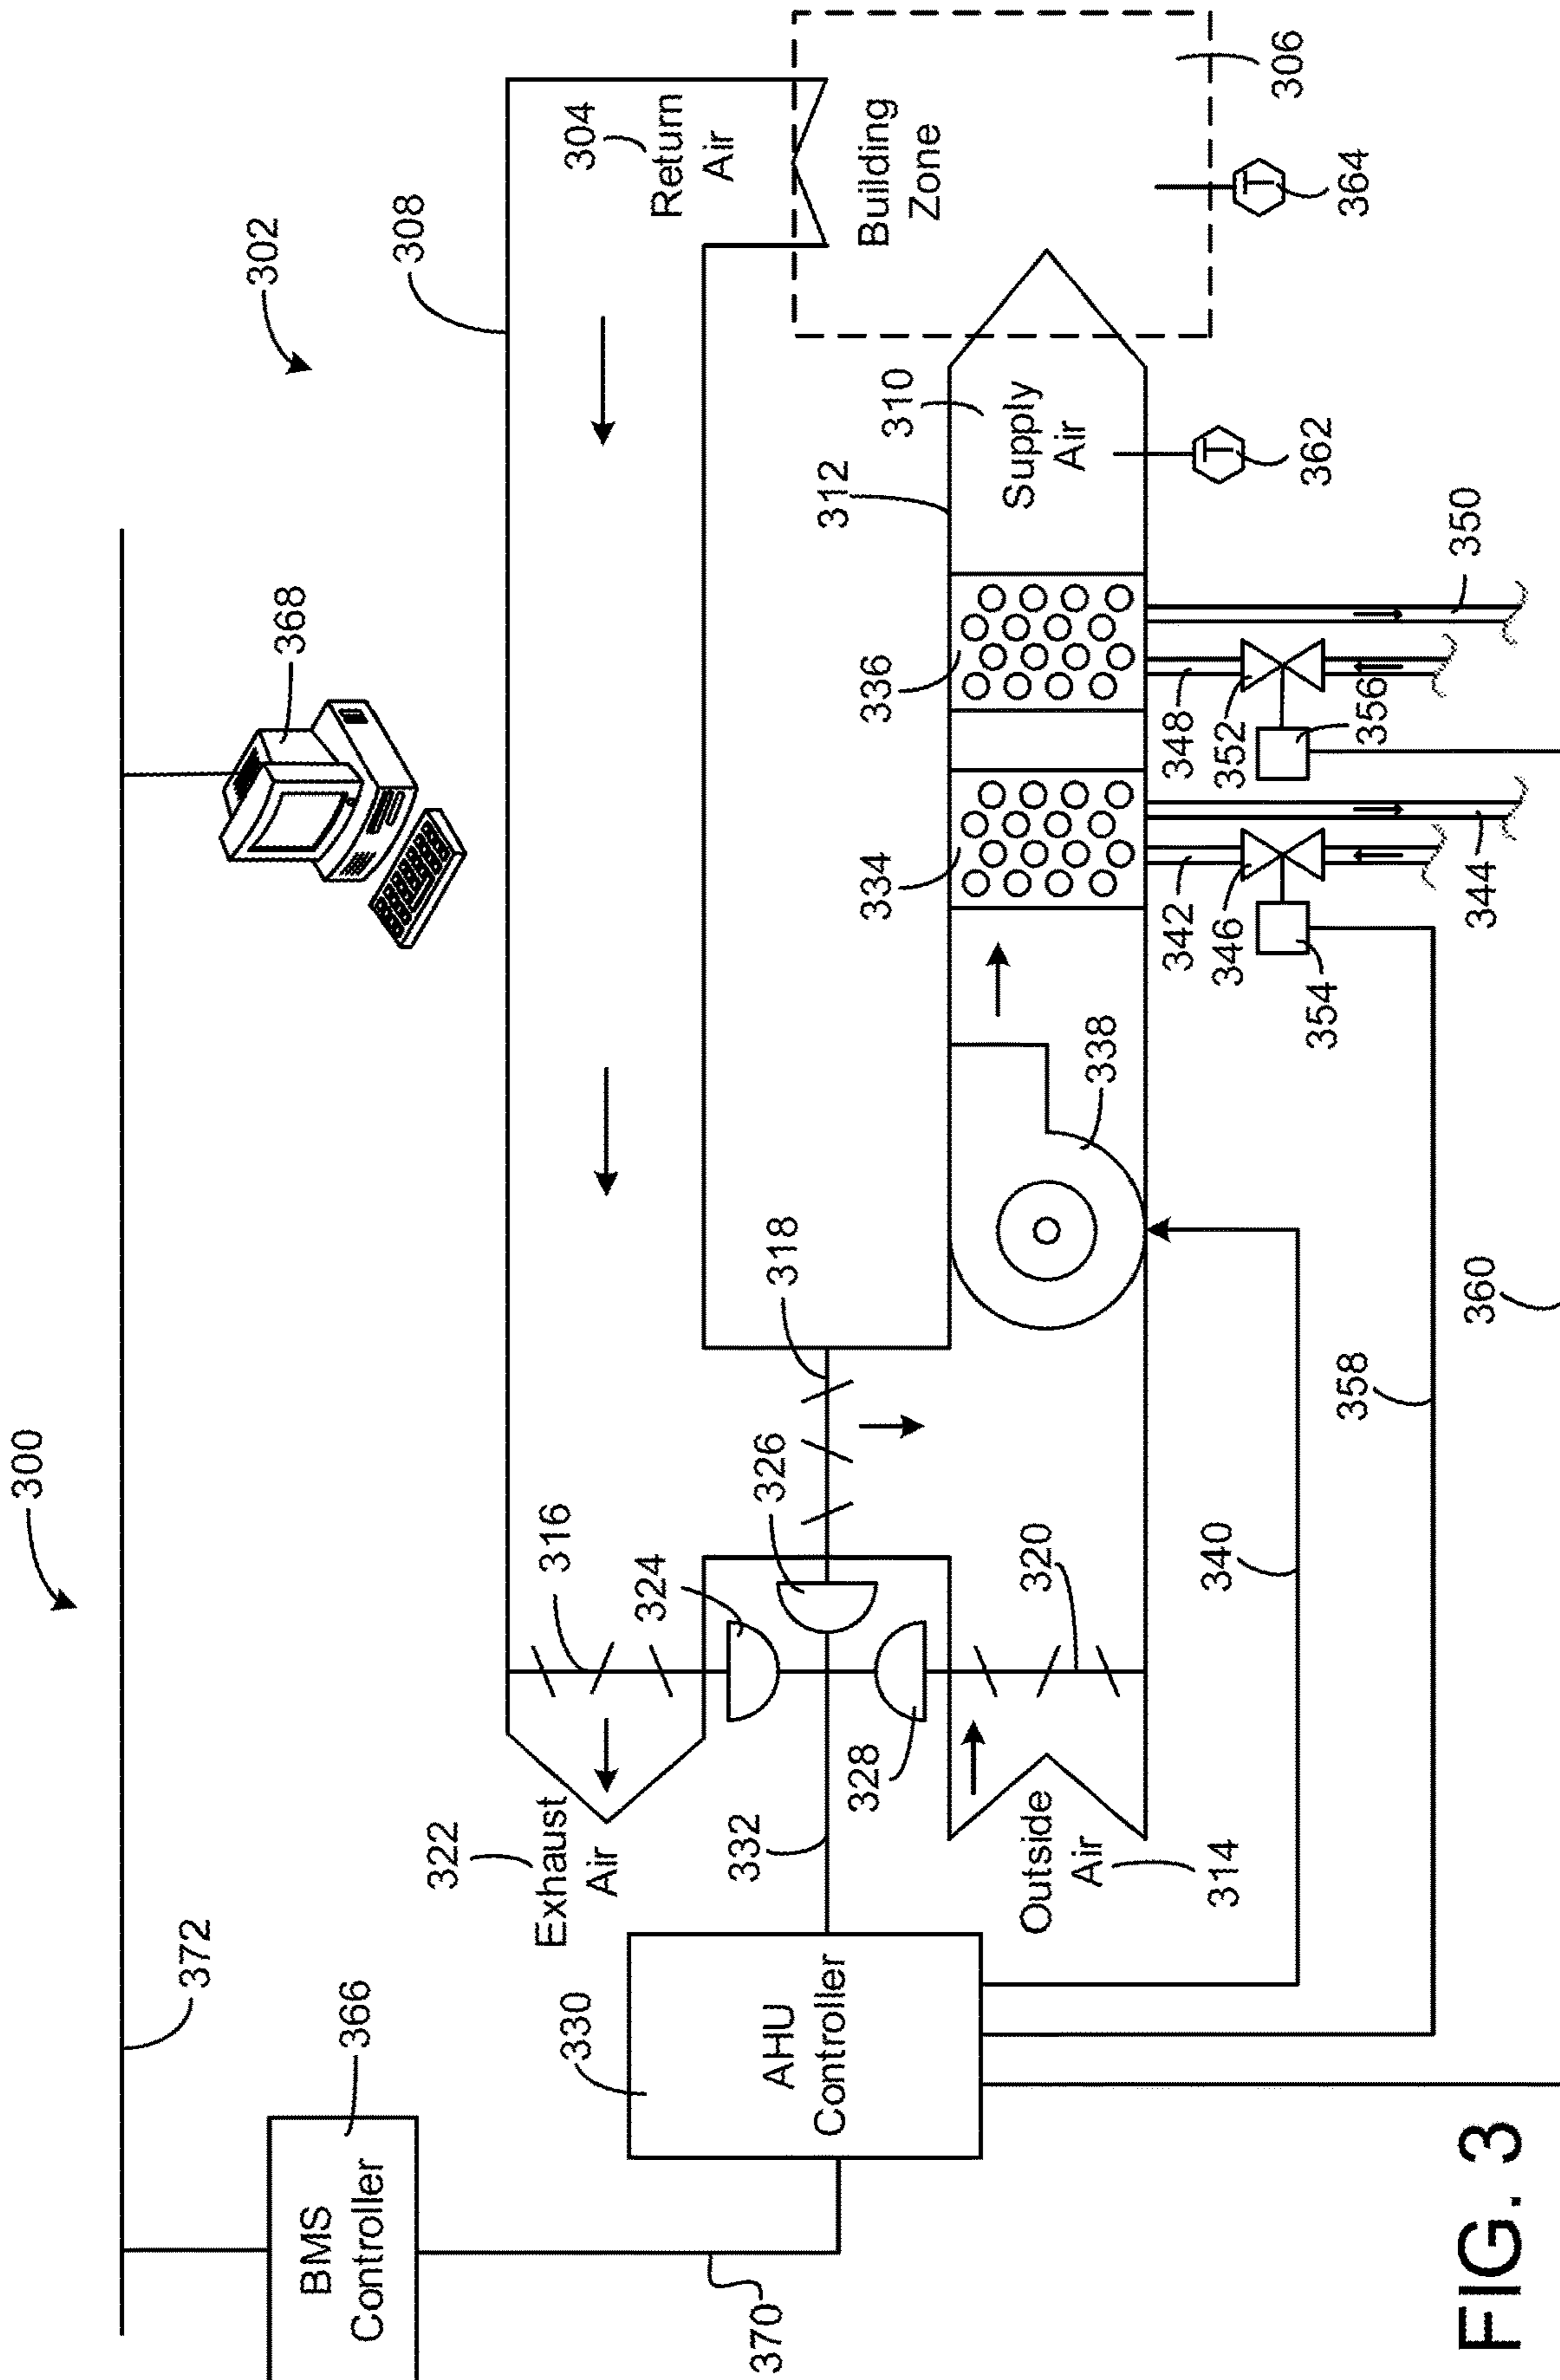 300
372
366
BMS
Controller
370
368
302
308
304
Return
Air
322
Exhaust
Air
316
324
326
318
330
AHU
Controller
332
328
Outside
Air
314
320
338
334
336
312
310
Supply
Air
Building
Zone
306
340
342
346
354
344
348
352
356
350
362
364
358
360
T
T
FIG. 3